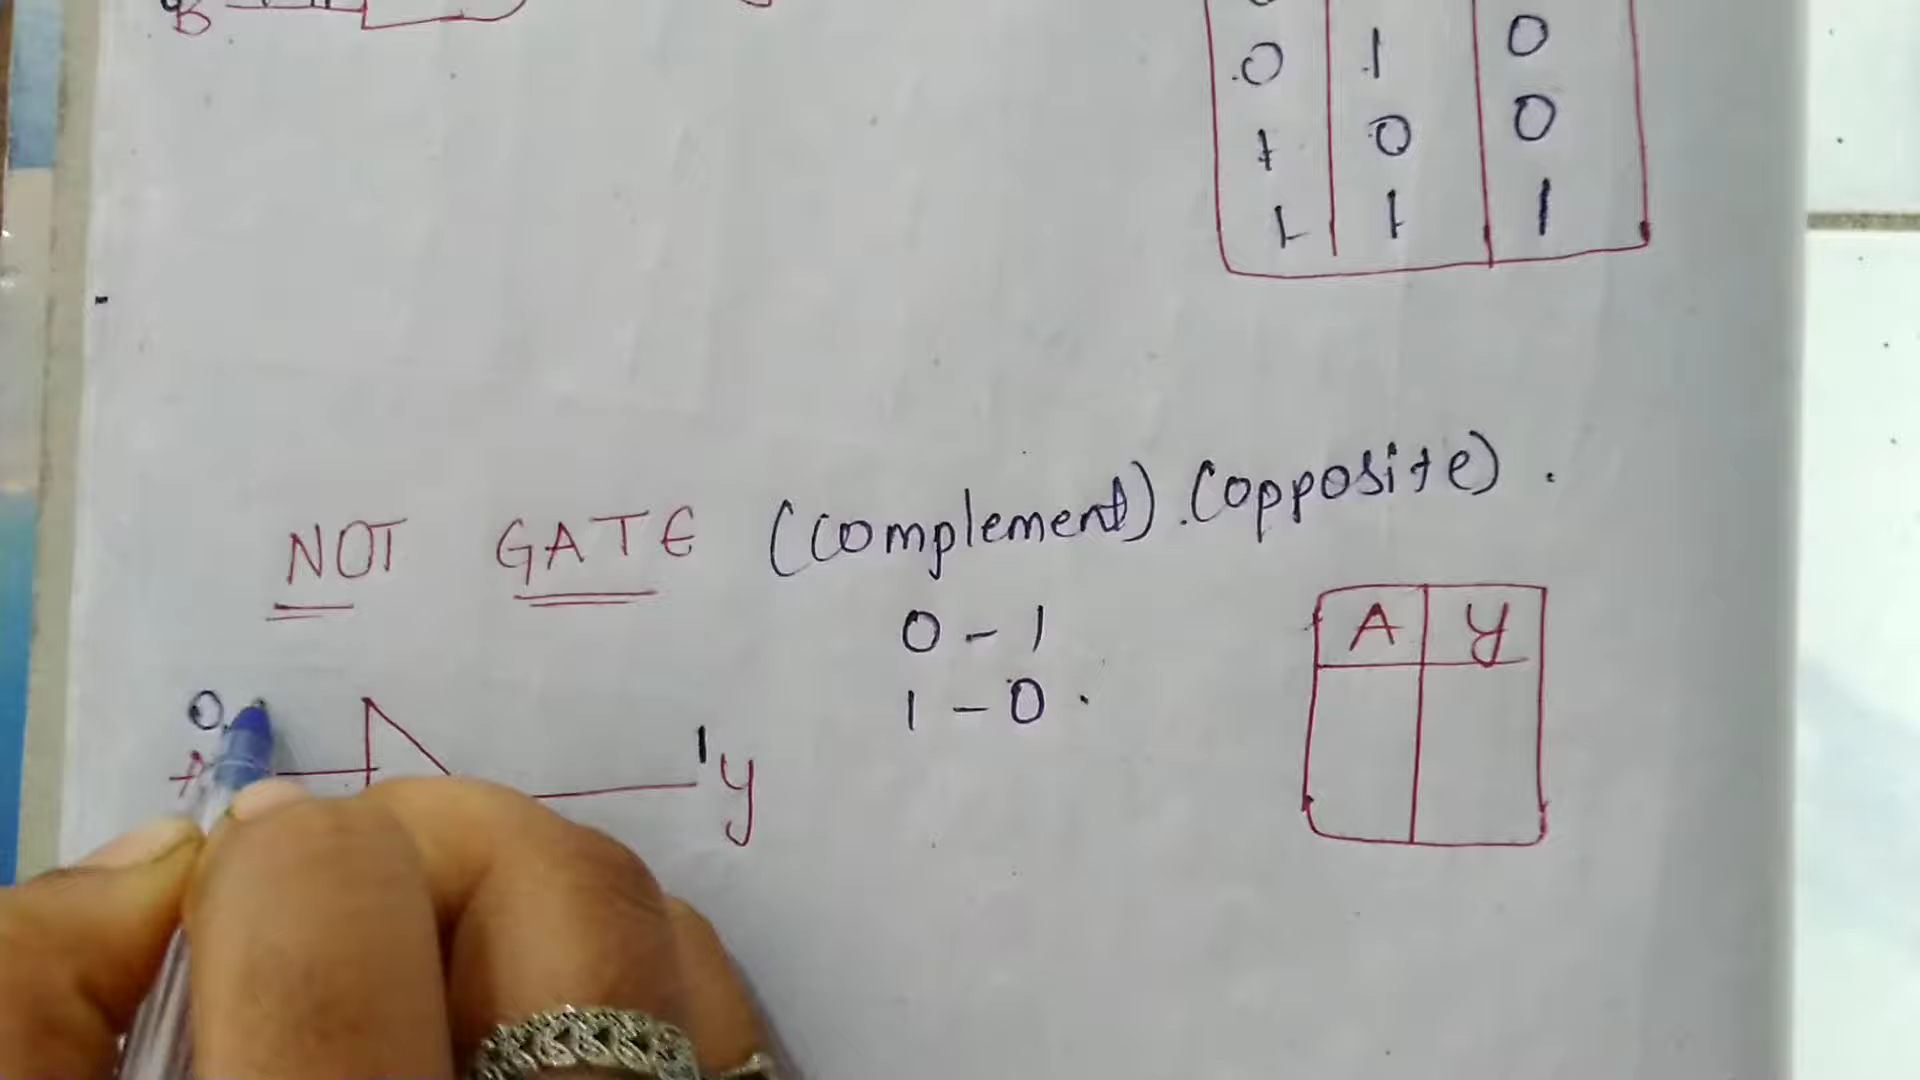 B
0 1 0
1 0 0
1 1 1
NOT GATE (complement). (opposite).
0 - 1
1 - 0.
A y
0
A
1 y